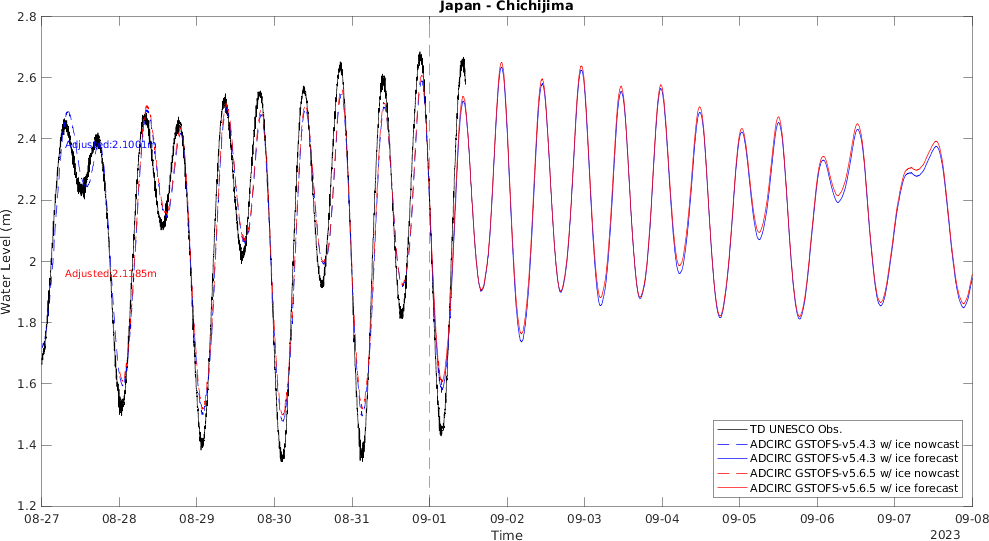 Japan - Chichijima
2.8
2.6
2.4
2.2
2
1.8
1.6
1.4
1.2
Water Level (m)
Adjusted:2.1001m
Adjusted:2.1185m
TD UNESCO Obs.
ADCIRC GSTOFS-v5.4.3 w/ ice nowcast
ADCIRC GSTOFS-v5.4.3 w/ ice forecast
ADCIRC GSTOFS-v5.6.5 w/ ice nowcast
ADCIRC GSTOFS-v5.6.5 w/ ice forecast
08-27 08-28 08-29 08-30 08-31 09-01 09-02 09-03 09-04 09-05 09-06 09-07 09-08
Time
2023